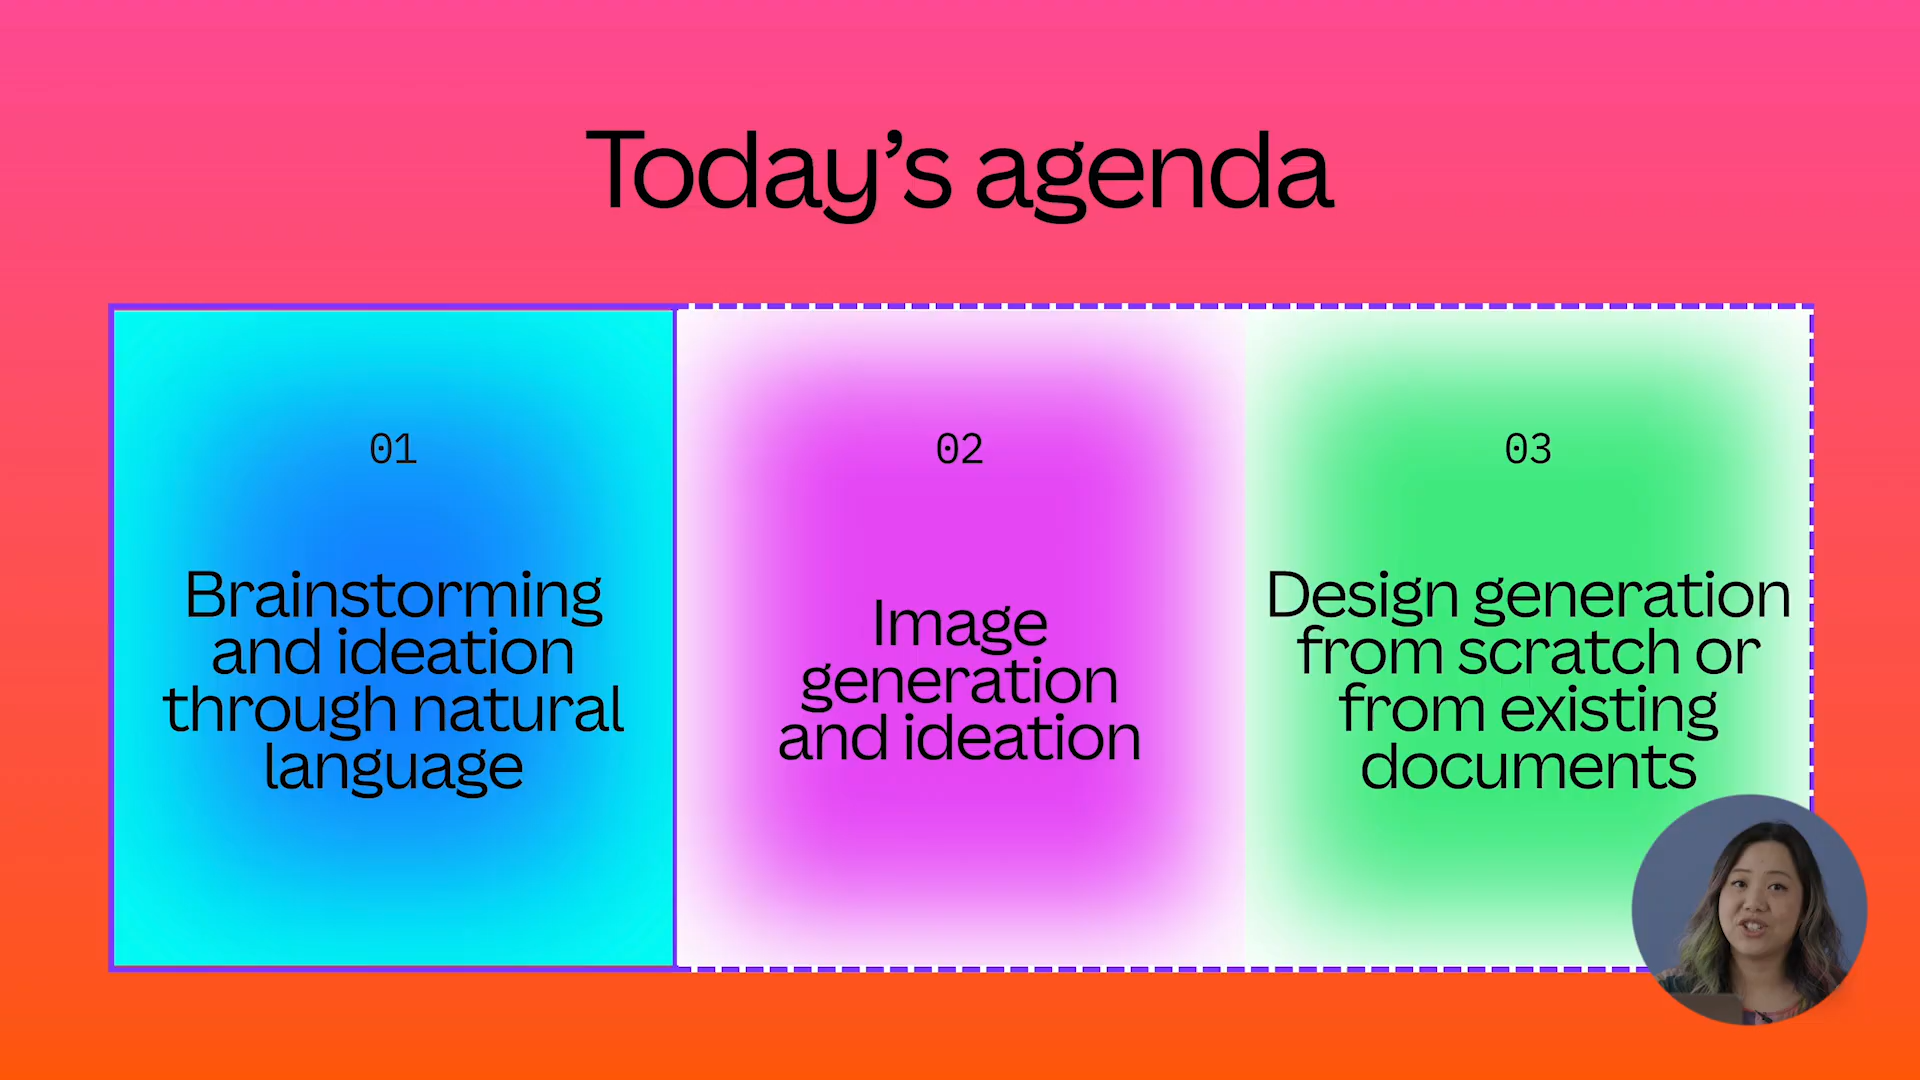 Today’s agenda
01
Brainstorming
and ideation
through natural
language
02
Image
generation
and ideation
03
Design generation
from scratch or
from existing
documents